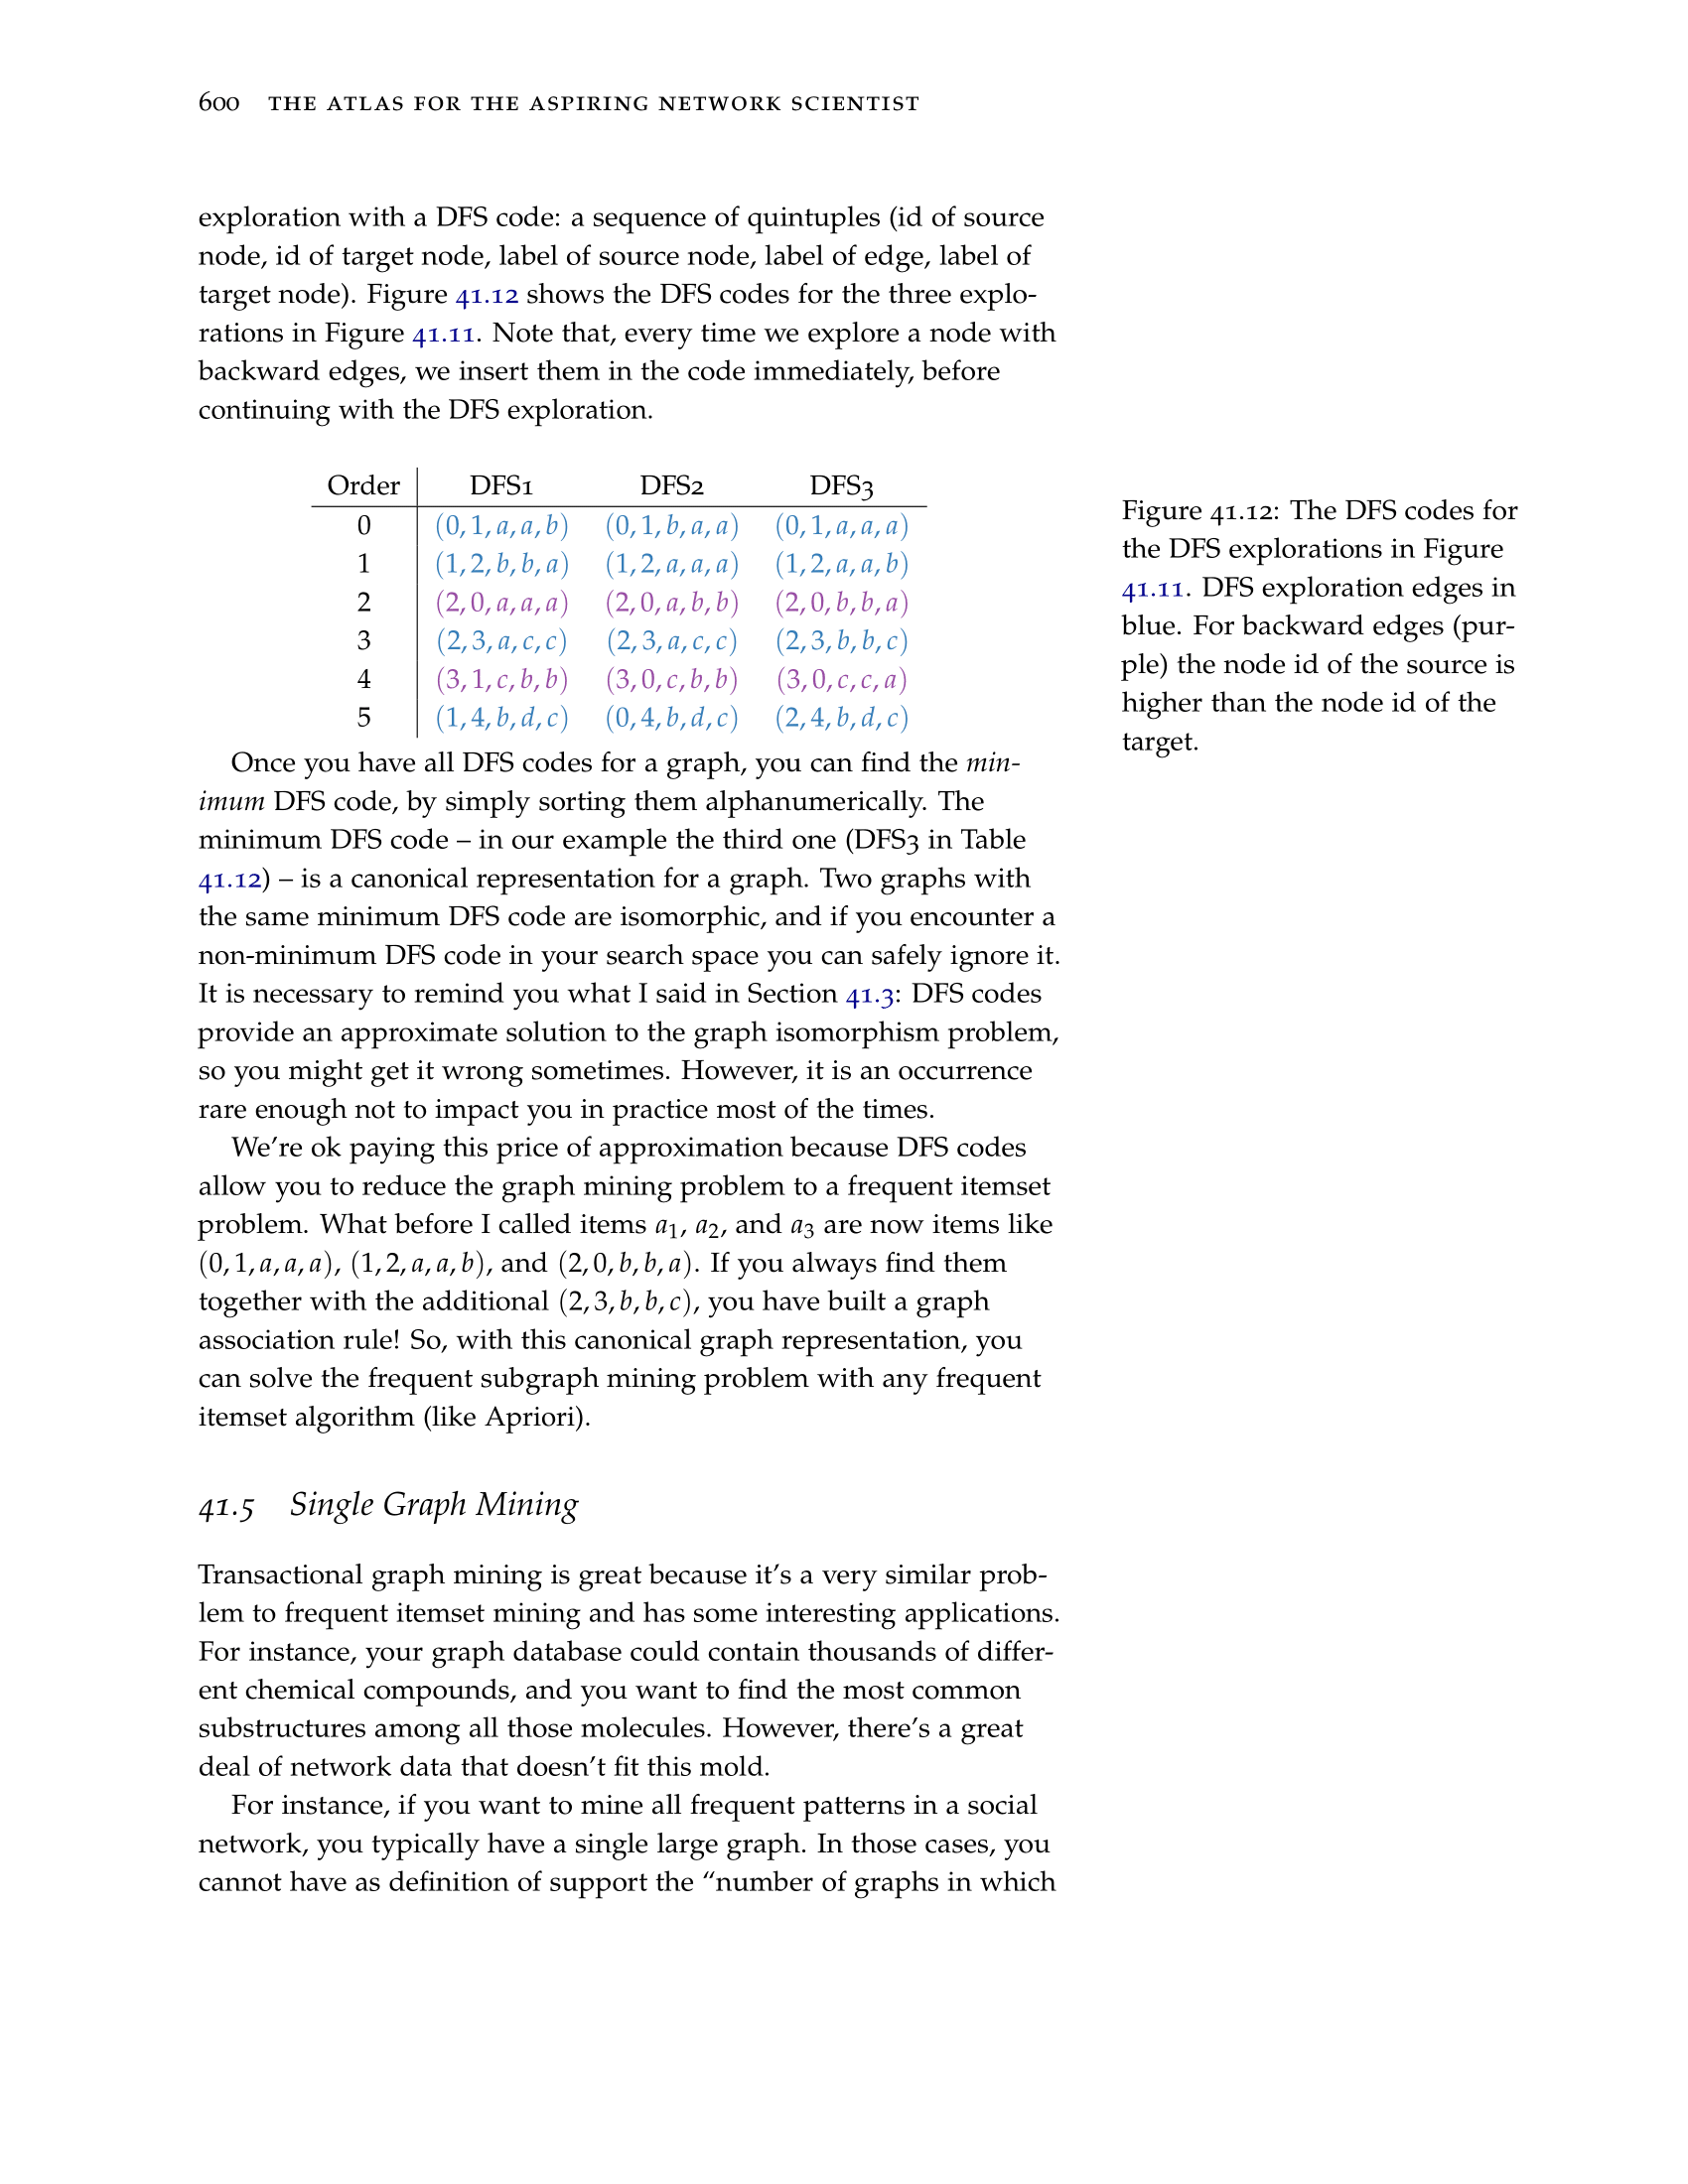 600 THE ATLAS FOR THE ASPIRING NETWORK SCIENTIST
exploration with a DFS code: a sequence of quintuples (id of source
node, id of target node, label of source node, label of edge, label of
target node). Figure 41.12 shows the DFS codes for the three explo-
rations in Figure 41.11. Note that, every time we explore a node with
backward edges, we insert them in the code immediately, before
continuing with the DFS exploration.
Order DFS1 DFS2 DFS3
0 (0, 1, a, a, b) (0, 1, b, a, a) (0, 1, a, a, a)
1 (1, 2, b, b, a) (1, 2, a, a, a) (1, 2, a, a, b)
2 (2, 0, a, a, a) (2, 0, a, b, b) (2, 0, b, b, a)
3 (2, 3, a, c, c) (2, 3, a, c, c) (2, 3, b, b, c)
4 (3, 1, c, b, b) (3, 0, c, b, b) (3, 0, c, c, a)
5 (1, 4, b, d, c) (0, 4, b, d, c) (2, 4, b, d, c)
Figure 41.12: The DFS codes for
the DFS explorations in Figure
41.11. DFS exploration edges in
blue. For backward edges (pur-
ple) the node id of the source is
higher than the node id of the
target.
Once you have all DFS codes for a graph, you can find the min-
imum DFS code, by simply sorting them alphanumerically. The
minimum DFS code – in our example the third one (DFS3 in Table
41.12) – is a canonical representation for a graph. Two graphs with
the same minimum DFS code are isomorphic, and if you encounter a
non-minimum DFS code in your search space you can safely ignore it.
It is necessary to remind you what I said in Section 41.3: DFS codes
provide an approximate solution to the graph isomorphism problem,
so you might get it wrong sometimes. However, it is an occurrence
rare enough not to impact you in practice most of the times.
We're ok paying this price of approximation because DFS codes
allow you to reduce the graph mining problem to a frequent itemset
problem. What before I called items a1, a2, and a3 are now items like
(0, 1, a, a, a), (1, 2, a, a, b), and (2, 0, b, b, a). If you always find them
together with the additional (2, 3, b, b, c), you have built a graph
association rule! So, with this canonical graph representation, you
can solve the frequent subgraph mining problem with any frequent
itemset algorithm (like Apriori).
41.5 Single Graph Mining
Transactional graph mining is great because it's a very similar prob-
lem to frequent itemset mining and has some interesting applications.
For instance, your graph database could contain thousands of differ-
ent chemical compounds, and you want to find the most common
substructures among all those molecules. However, there's a great
deal of network data that doesn't fit this mold.
For instance, if you want to mine all frequent patterns in a social
network, you typically have a single large graph. In those cases, you
cannot have as definition of support the “number of graphs in which